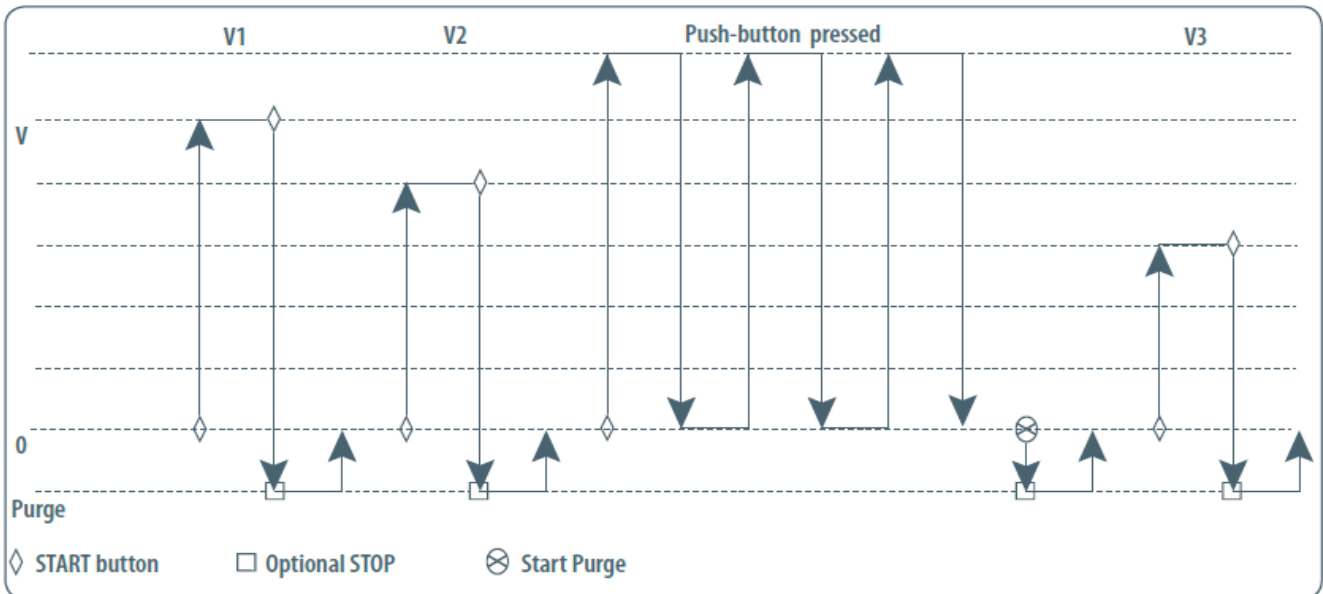 V1 V2 Push-button pressed V3
V
0
Purge
START button Optional STOP Start Purge